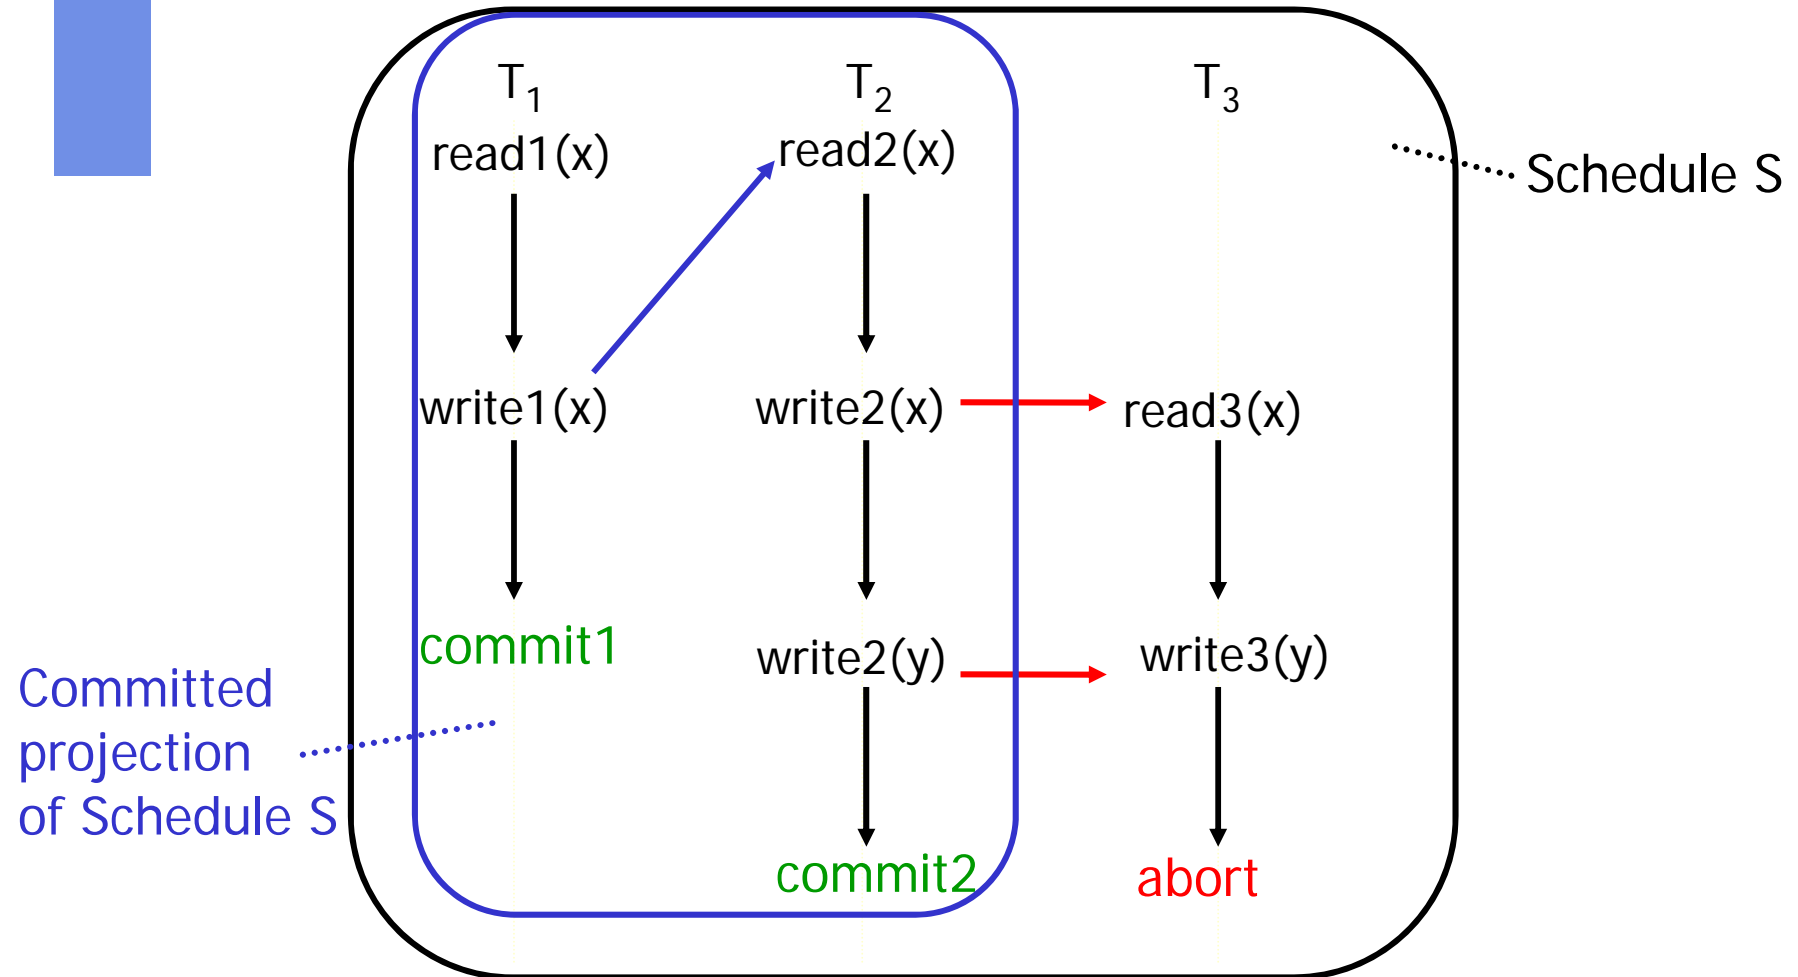 T1 T2 T3
read1(x) read2(x)
Schedule S
write1(x) write2(x) read3(x)
commit1 write2(y) write3(y)
Committed
projection
of Schedule S
commit2 abort